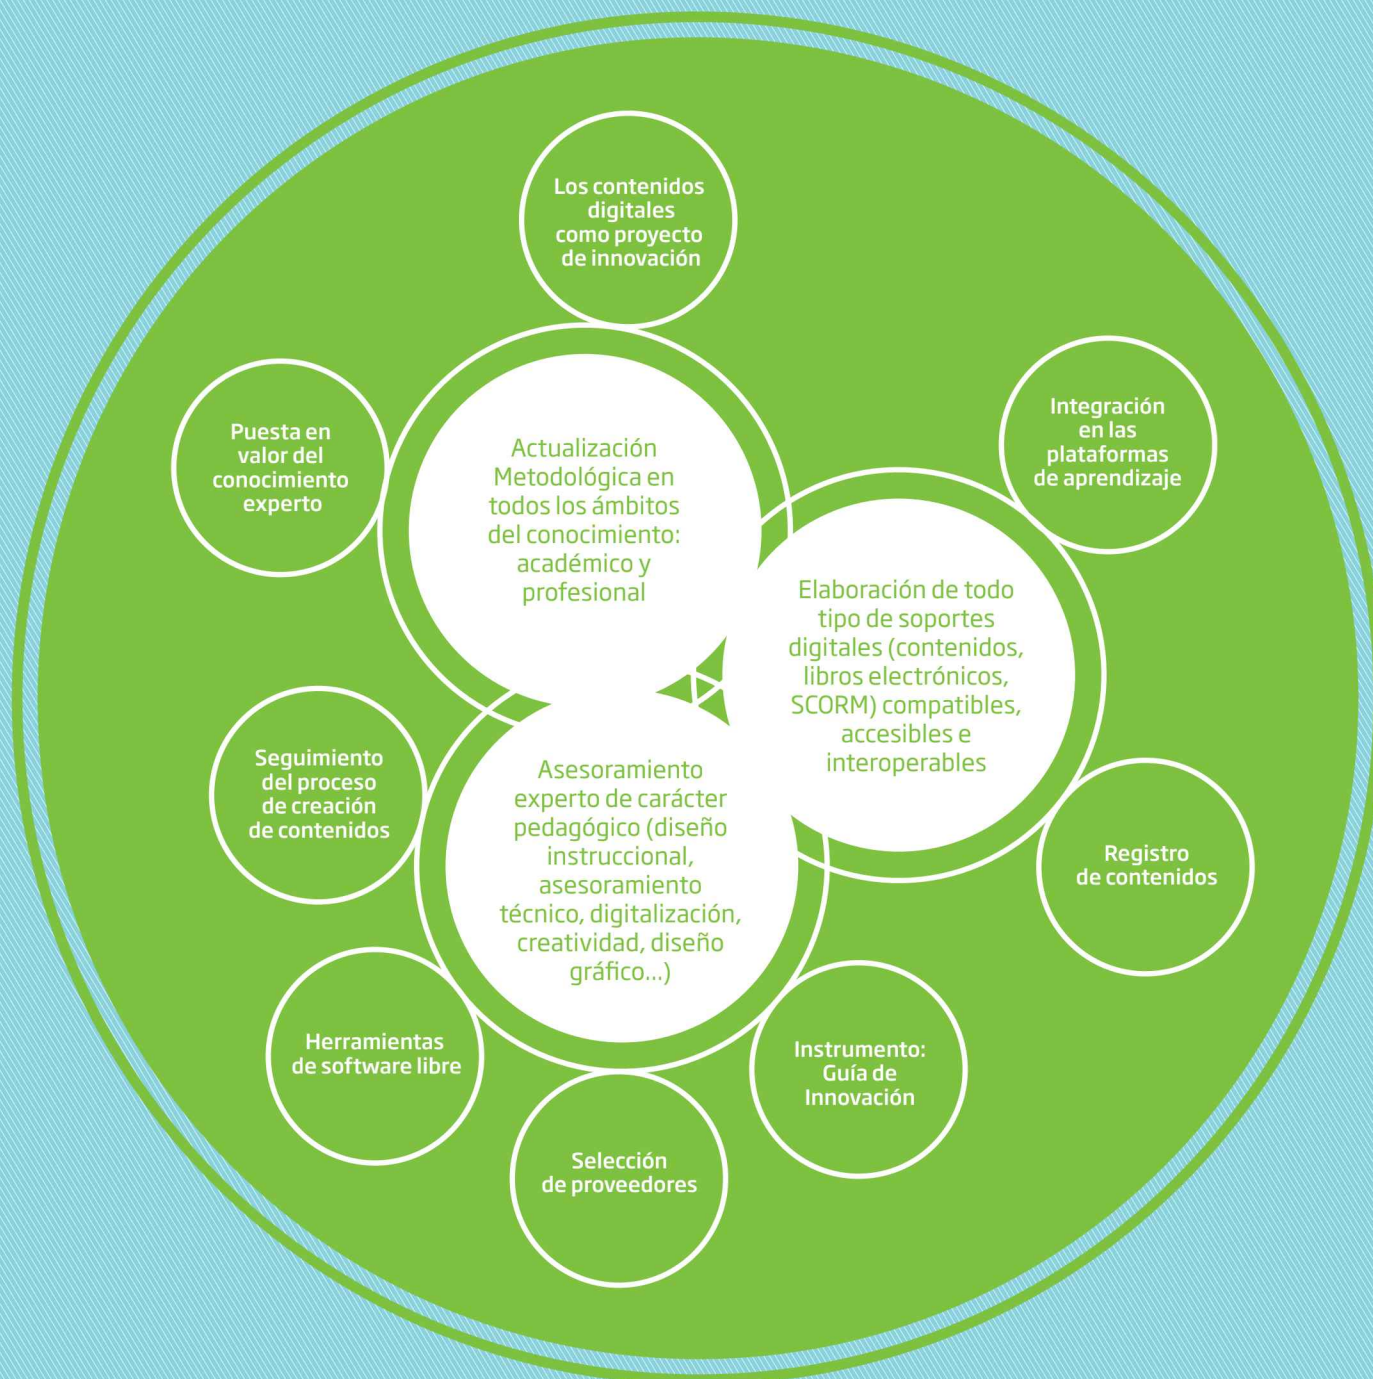 Los contenidos
digitales
como proyecto
de innovación
Puesta en
valor del
conocimiento
experto
Actualización
Metodológica en
todos los ámbitos
del conocimiento:
académico y
profesional
Integración
en las
plataformas
de aprendizaje
Elaboración de todo
tipo de soportes
digitales (contenidos,
libros electrónicos,
SCORM) compatibles,
accesibles e
interoperables
Seguimiento
del proceso
de creación
de contenidos
Asesoramiento
experto de carácter
pedagógico (diseño
instruccional,
asesoramiento
técnico, digitalización,
creatividad, diseño
gráfico...)
Registro
de contenidos
Herramientas
de software libre
Instrumento:
Guía de
Innovación
Selección
de proveedores